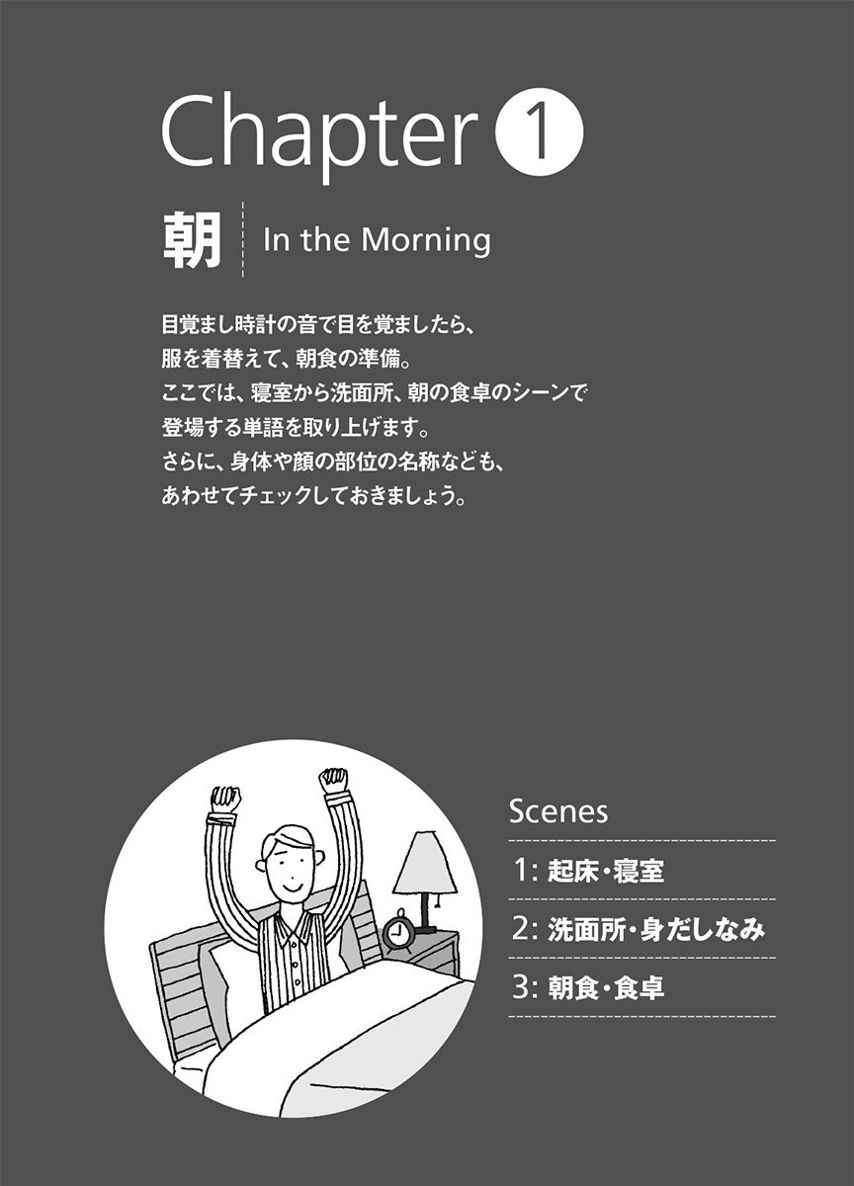 Chapter 1
朝
In the Morning
目覚まし時計の音で目を覚ましたら、
服を着替えて、朝食の準備。
ここでは、寝室から洗面所、朝の食卓のシーンで
登場する単語を取り上げます。
さらに、身体や顔の部位の名称なども、
あわせてチェックしておきましょう。
Scenes
1: 起床・寝室
2: 洗面所・身だしなみ
3: 朝食・食卓